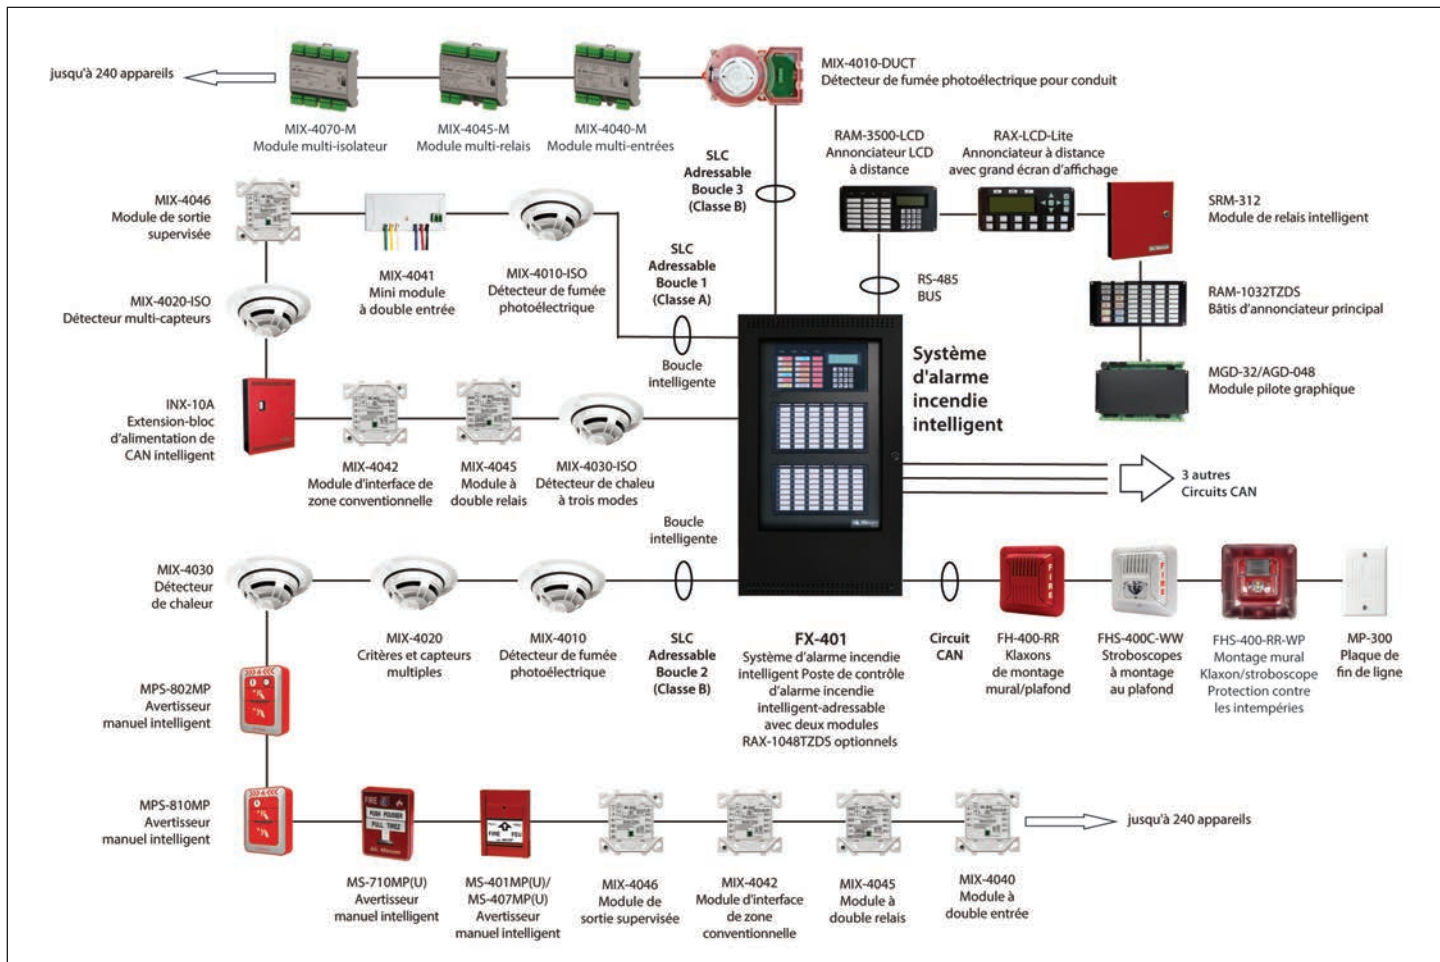 jusqu'à 240 appareils
MIX-4070-M
Module multi-isolateur
MIX-4045-M
Module multi-relais
MIX-4040-M
Module multi-entrées
MIX-4010-DUCT
Détecteur de fumée photoélectrique pour conduit
SLC
Adressable
Boucle 3
(Classe B)
RAM-3500-LCD
Annonciateur LCD
à distance
RAX-LCD-Lite
Annonciateur à distance
avec grand écran d'affichage
SRM-312
Module de relais intelligent
RS-485
BUS
RAM-1032TZDS
Bâtis d'annonciateur principal
MGD-32/AGD-048
Module pilote graphique
MIX-4046
Module de sortie
supervisée
MIX-4041
Mini module
à double entrée
MIX-4010-ISO
Détecteur de fumée
photoélectrique
SLC
Adressable
Boucle 1
(Classe A)
Boucle
intelligente
MIX-4020-ISO
Détecteur multi-capteurs
INX-10A
Extension-bloc
d'alimentation de
CAN intelligent
MIX-4042
Module d'interface de
zone conventionnelle
MIX-4045
Module à
double relais
MIX-4030-ISO
Détecteur de chaleu
à trois modes
Système
d'alarme
incendie
intelligent
3 autres
Circuits CAN
Boucle
intelligente
MIX-4030
Détecteur
de chaleur
MIX-4020
Critères et capteurs
multiples
MIX-4010
Détecteur de fumée
photoélectrique
SLC
Adressable
Boucle 2
(Classe B)
FX-401
Système d'alarme incendie
intelligent Poste de contrôle
d'alarme incendie
intelligent-adressable
avec deux modules
RAX-1048TZDS optionnels
Circuit
CAN
FIRE
FH-400-RR
Klaxons
de montage
mural/plafond
FIRE
FHS-400C-WW
Stroboscopes
à montage
au plafond
FHS-400-RR-WP
Montage mural
Klaxon/stroboscope
Protection contre
les intempéries
MP-300
Plaque de
fin de ligne
MPS-802MP
Avertisseur
manuel intelligent
MPS-810MP
Avertisseur
manuel intelligent
FIRE
PUSH POUSSER
PULL TIREZ
MS-710MP(U)
Avertisseur
manuel intelligent
FIRE FEU
MS-401MP(U)/
MS-407MP(U)
Avertisseur
manuel intelligent
MIX-4046
Module de
sortie supervisée
MIX-4042
Module d'interface
de zone
conventionnelle
MIX-4045
Module à
double relais
MIX-4040
Module à
double entrée
jusqu'à 240 appareils